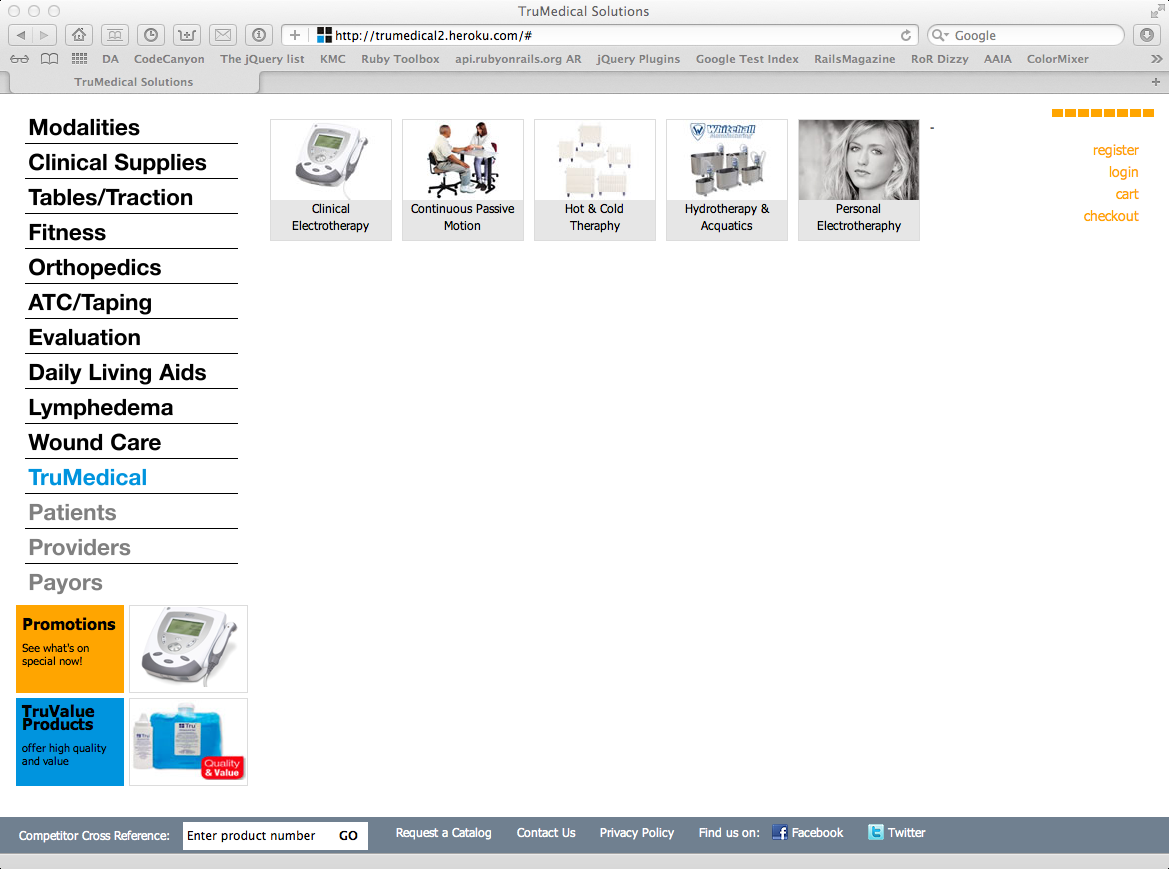 TruMedical Solutions
http://trumedical2.heroku.com/#
Google
DA CodeCanyon The jQuery list KMC Ruby Toolbox api.rubyonrails.org AR jQuery Plugins Google Test Index RailsMagazine RoR Dizzy AAIA ColorMixer
TruMedical Solutions
Modalities
Clinical Supplies
Tables/Traction
Fitness
Orthopedics
ATC/Taping
Evaluation
Daily Living Aids
Lymphedema
Wound Care
TruMedical
Patients
Providers
Payors
Clinical
Electrotherapy
Continuous Passive
Motion
Hot & Cold
Theraphy
Whitehall
Hydrotherapy &
Acquatics
Personal
Electrotheraphy
-
register
login
cart
checkout
Promotions
See what's on
special now!
TruValue
Products
offer high quality
and value
Tru
Quality
& Value
Competitor Cross Reference: Enter product number GO Request a Catalog Contact Us Privacy Policy Find us on: Facebook Twitter